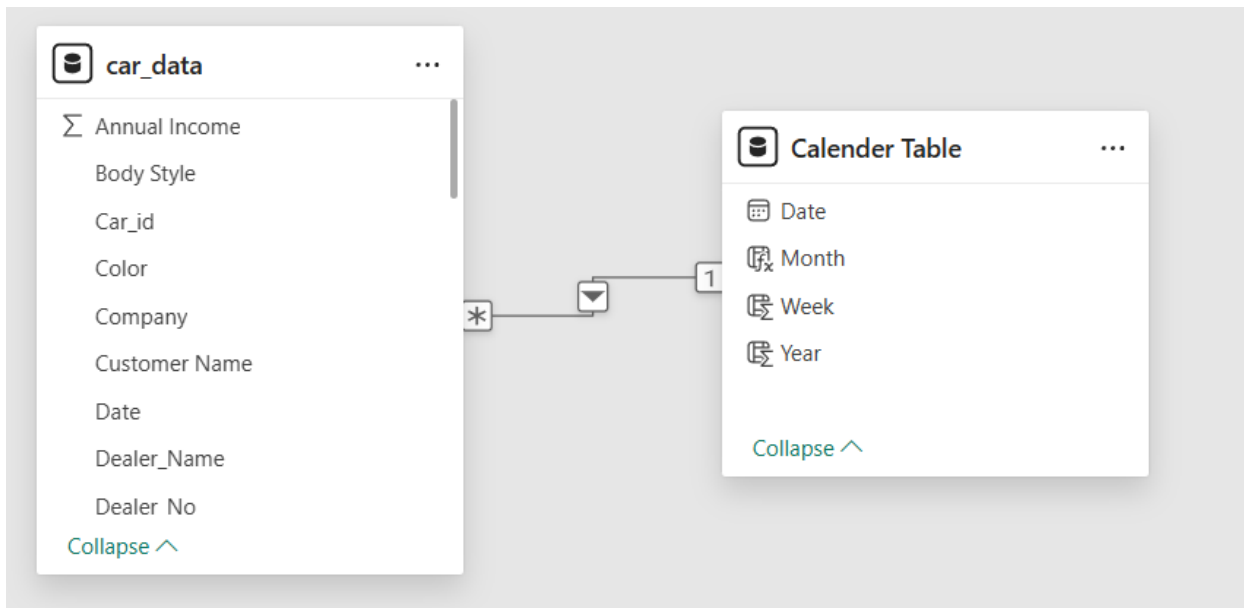 car_data
Annual Income
Body Style
Car_id
Color
Company
Customer Name
Date
Dealer_Name
Dealer_No
Collapse
*
1
Calender Table
Date
Month
Week
Year
Collapse